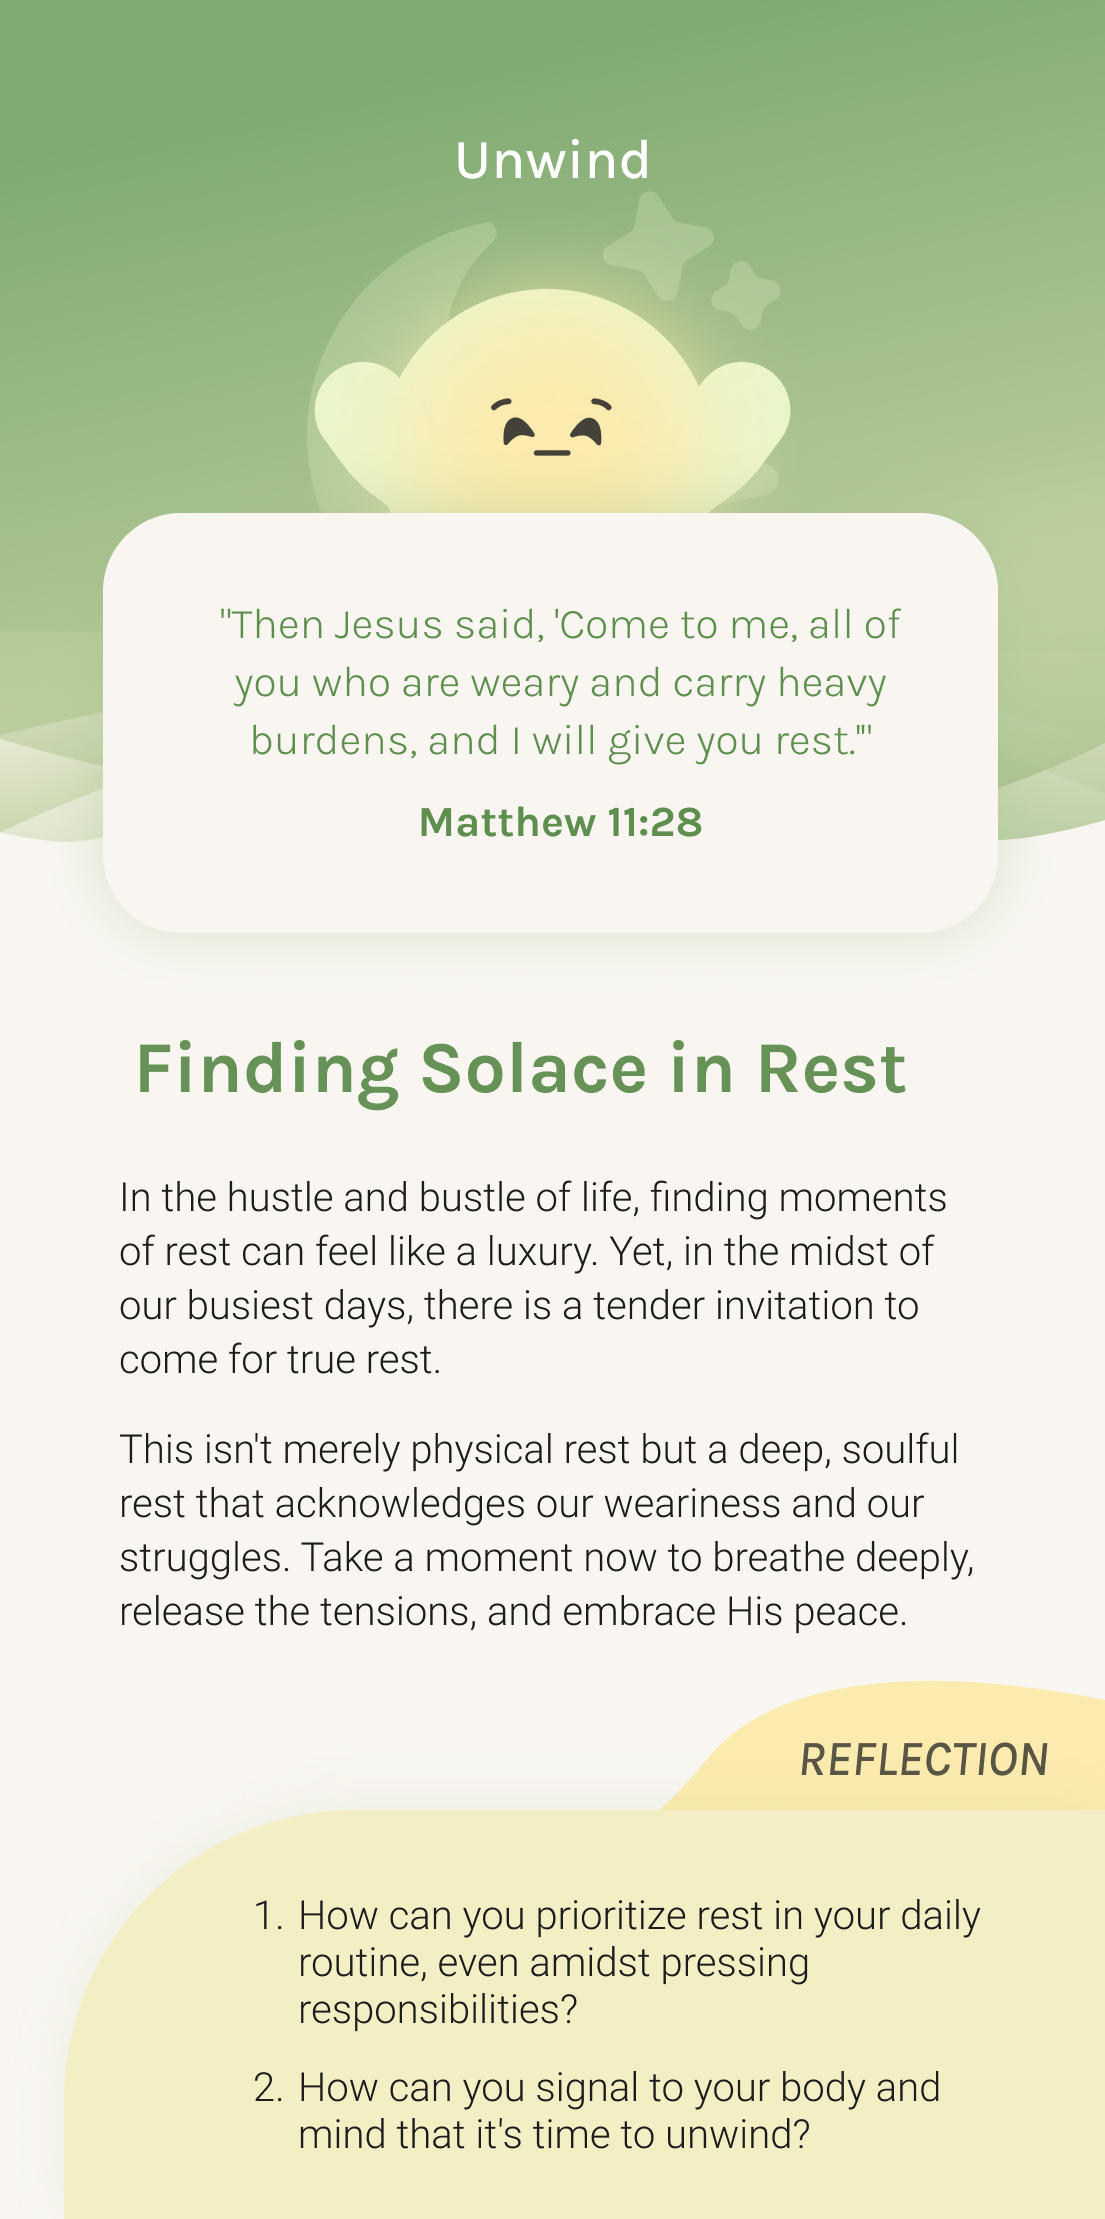 Unwind
"Then Jesus said, 'Come to me, all of
you who are weary and carry heavy
burdens, and I will give you rest.'"
Matthew 11:28
Finding Solace in Rest
In the hustle and bustle of life, finding moments
of rest can feel like a luxury. Yet, in the midst of
our busiest days, there is a tender invitation to
come for true rest.
This isn't merely physical rest but a deep, soulful
rest that acknowledges our weariness and our
struggles. Take a moment now to breathe deeply,
release the tensions, and embrace His peace.
REFLECTION
1. How can you prioritize rest in your daily
routine, even amidst pressing
responsibilities?
2. How can you signal to your body and
mind that it's time to unwind?